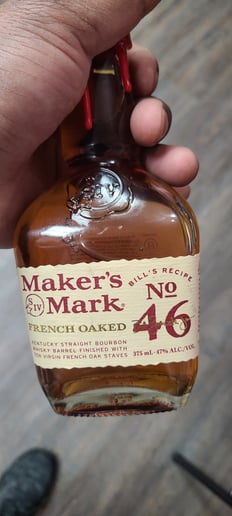 Maker's
S IV Mark
FRENCH OAKED
KENTUCKY STRAIGHT BOURBON
WHISKY BARREL FINISHED WITH
VIRGIN FRENCH OAK STAVES
BILL'S RECIPE
No
46
375 mL · 47% ALC./VOL.